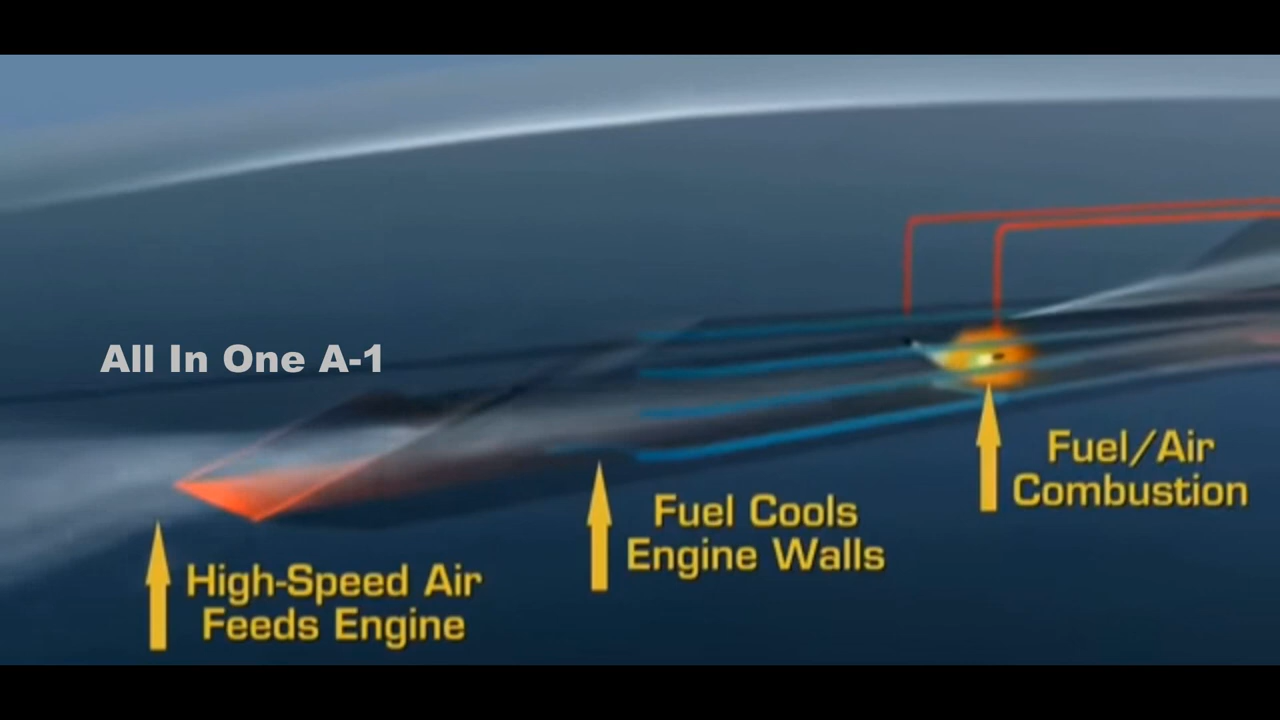 All In One A-1
High-Speed Air
Feeds Engine
Fuel Cools
Engine Walls
Fuel/Air
Combustion